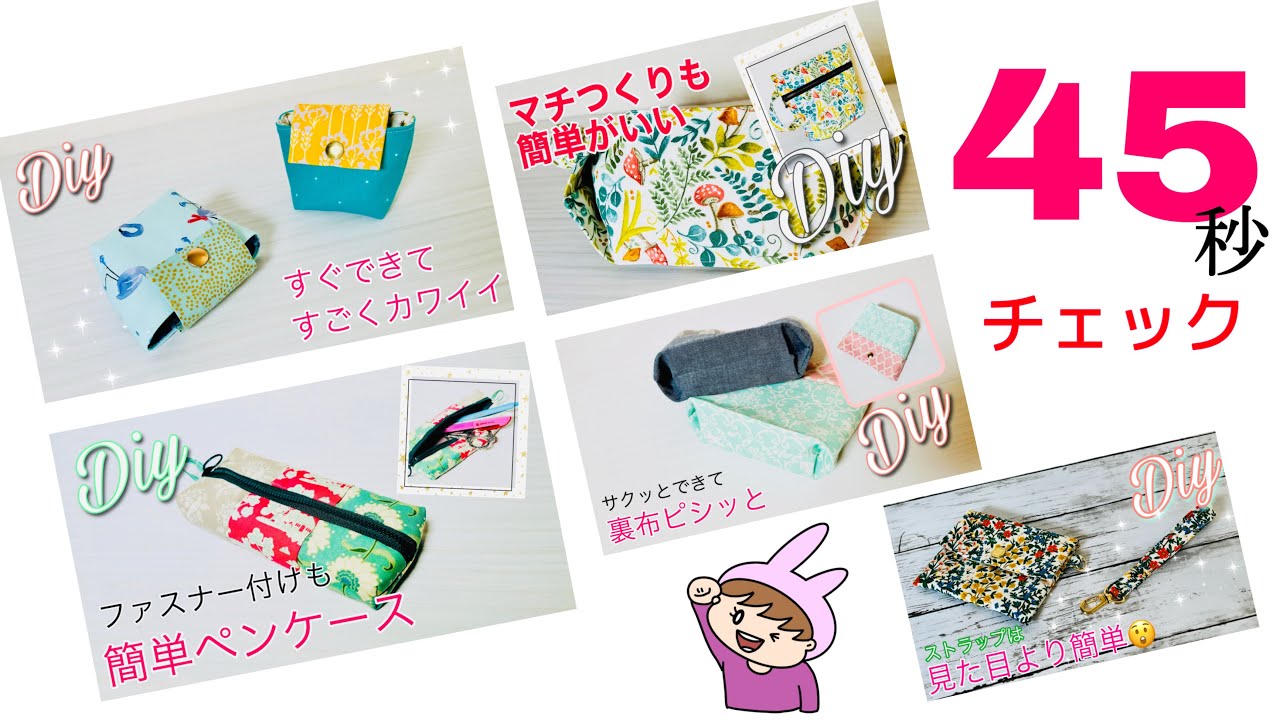 Diy
すぐできて
すごくカワイイ
マチつくりも
簡単がいい
Diy
45
秒
チェック
Diy
ファスナー付けも
簡単ペンケース
Diy
サクッとできて
裏布ピシッと
Diy
ストラップは
見た目より簡単😲